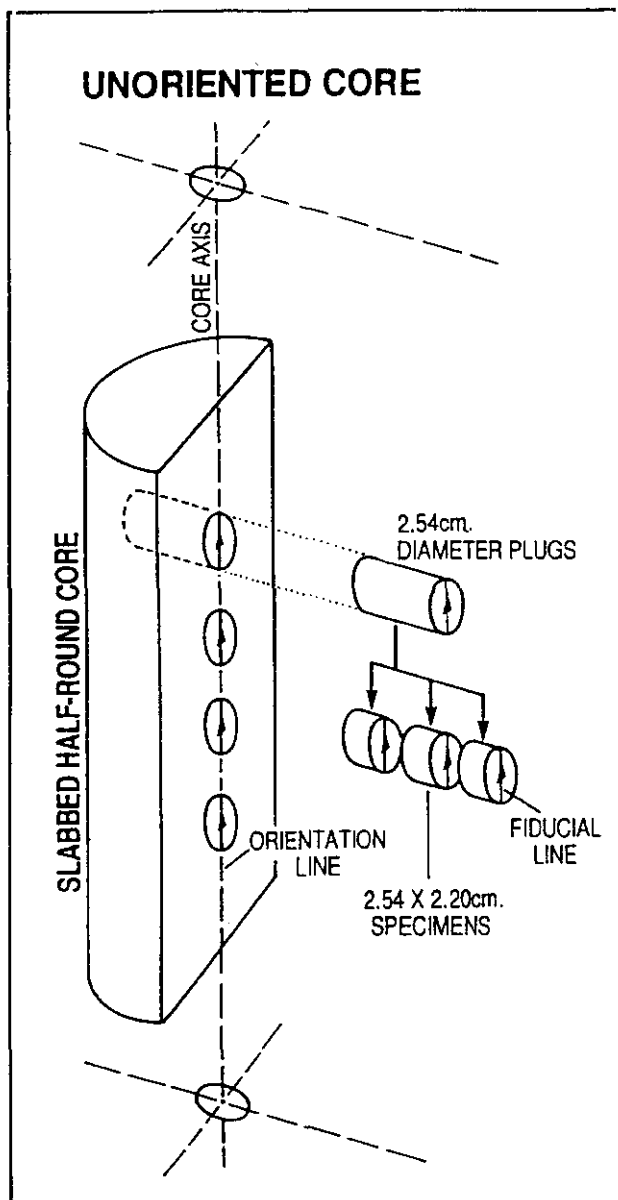 UNORIENTED CORE
CORE AXIS
SLABBED HALF-ROUND CORE
2.54cm.
DIAMETER PLUGS
ORIENTATION
LINE
FIDUCIAL
LINE
2.54 X 2.20cm.
SPECIMENS